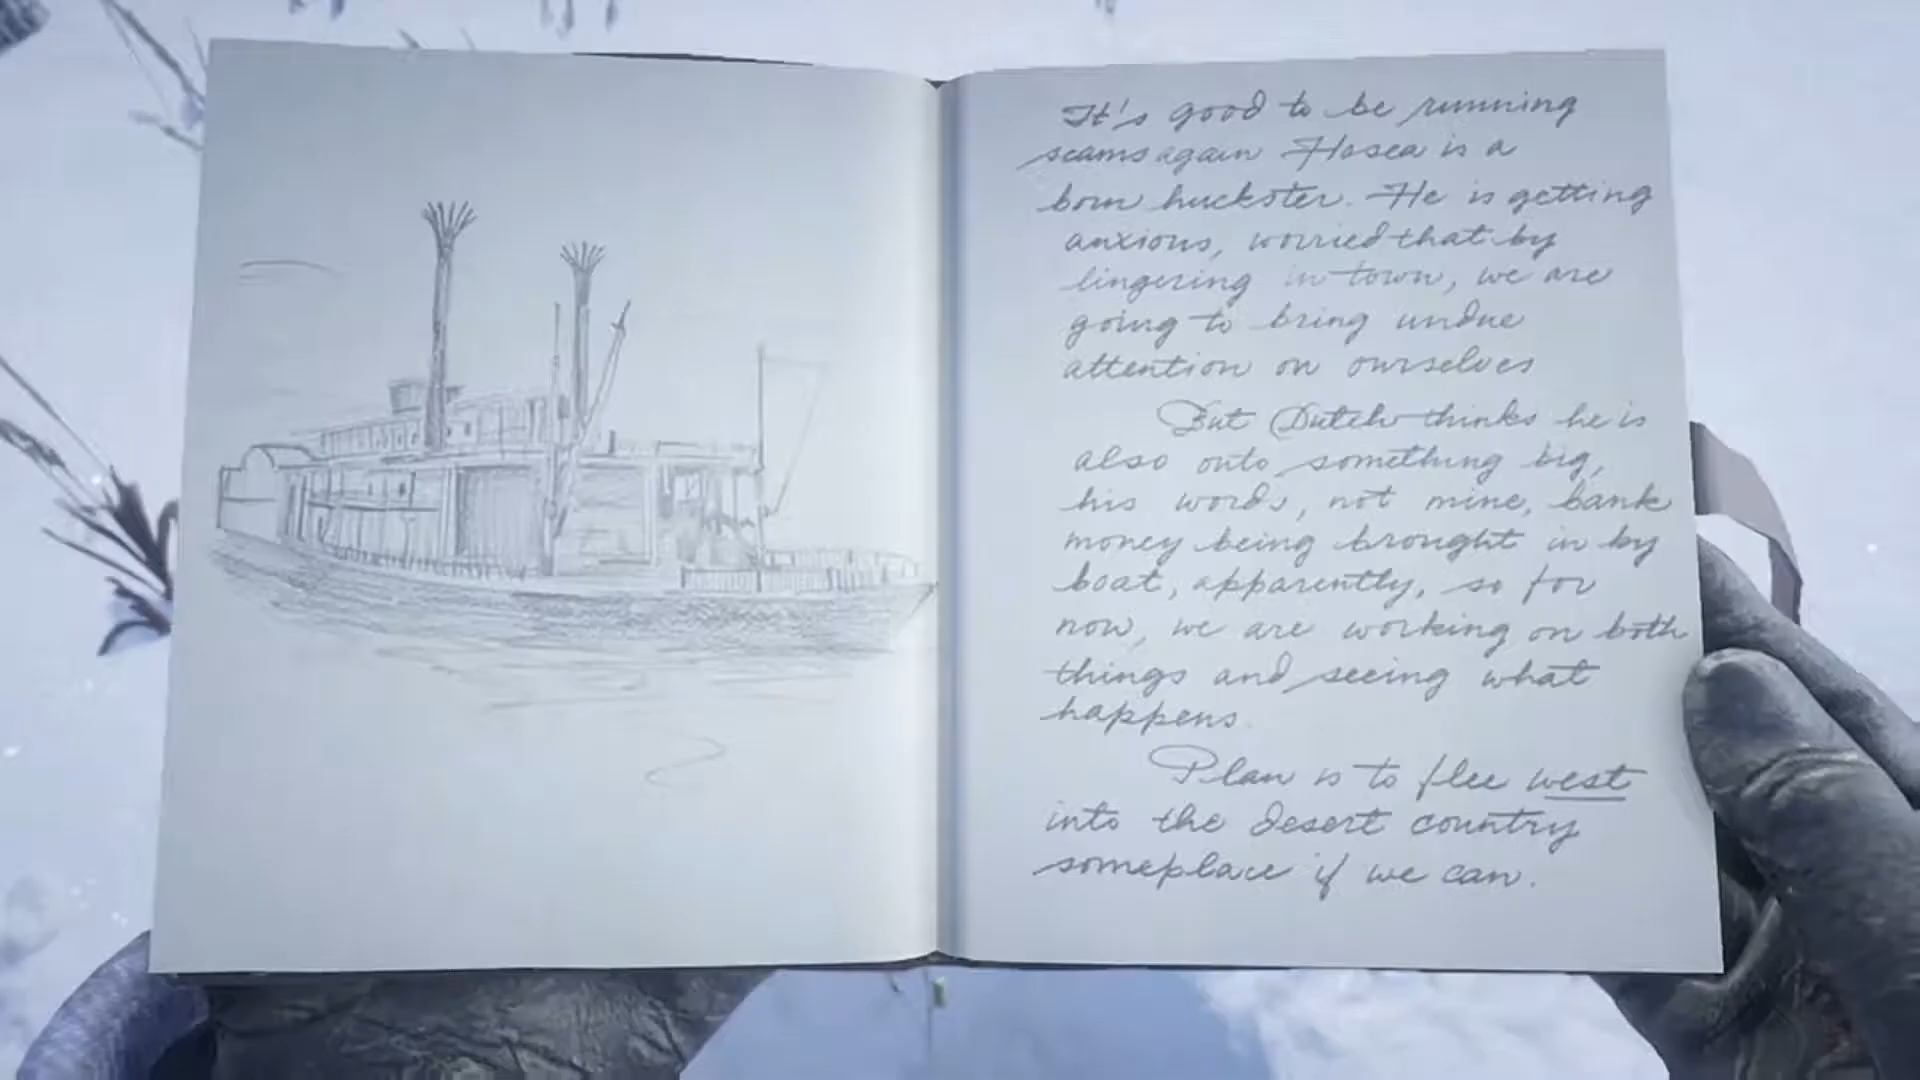 It's good to be running
scams again Hosea is a
born huckster. He is getting
anxious, worried that by
lingering in town, we are
going to bring undue
attention on ourselves
But Dutch thinks he is
also onto something big,
his words, not mine, bank
money being brought in by
boat, apparently, so for
now, we are working on both
things and seeing what
happens.
Plan is to flee west
into the desert country
someplace if we can.